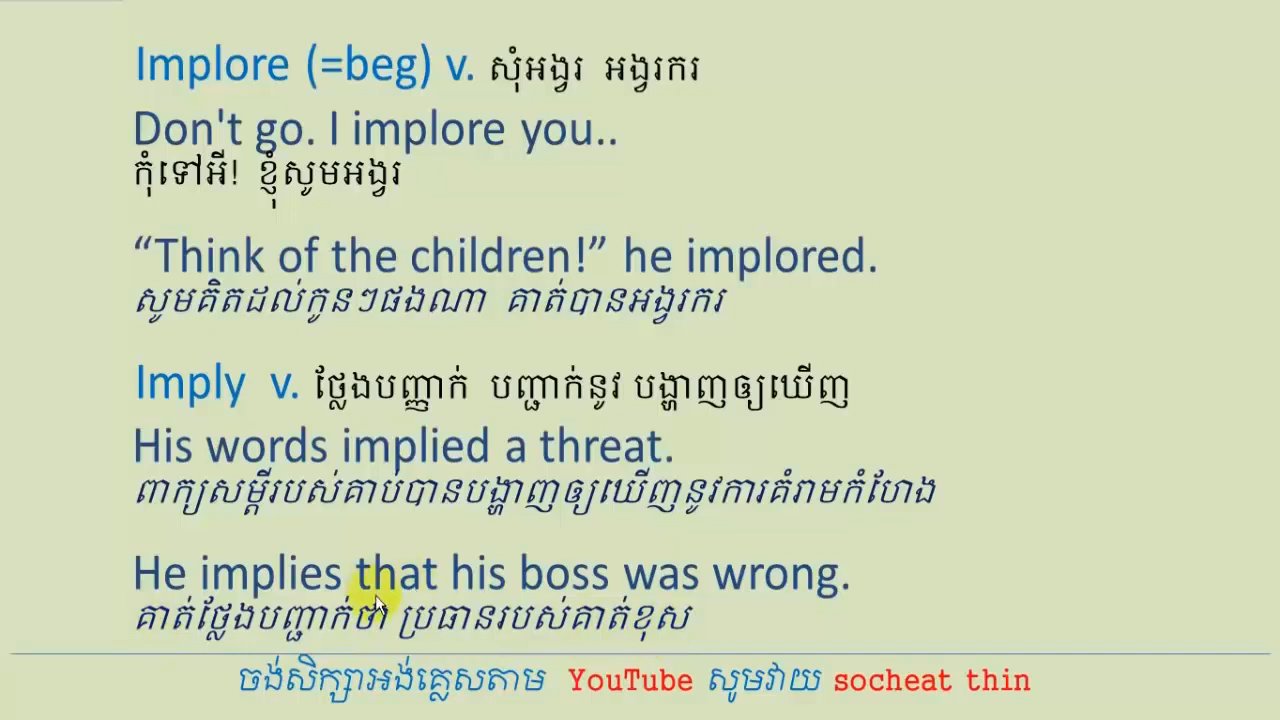 Implore (=beg) v. សុំអង្វរ អង្វរករ
Don't go. I implore you..
កុំទៅអី! ខ្ញុំសូមអង្វរ
“Think of the children!” he implored.
សូមគិតដល់កូនៗផងណា គាត់បានអង្វរករ
Imply v. ថ្លែងបញ្ញាក់ បញ្ជាក់នូវ បង្ហាញឲ្យឃើញ
His words implied a threat.
ពាក្យសម្ដីរបស់គាប់បានបង្ហាញឲ្យឃើញនូវការគំរាមកំហែង
He implies that his boss was wrong.
គាត់ថ្លែងបញ្ជាក់ថា ប្រធានរបស់គាត់ខុស
ចង់សិក្សាអង់គ្លេសតាម YouTube សូមវាយ socheat thin